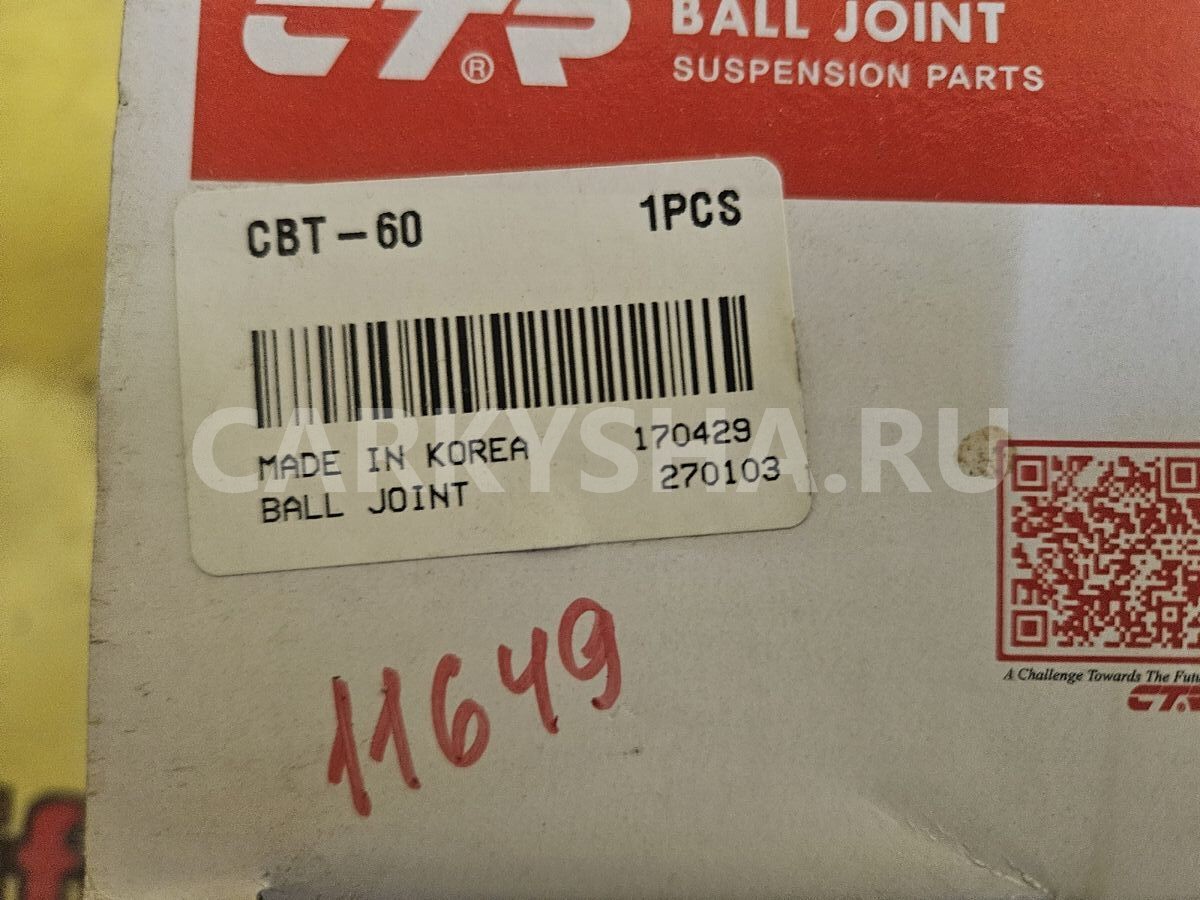 CTR®
BALL JOINT
SUSPENSION PARTS
CBT-60 1PCS
MADE IN KOREA 170429
BALL JOINT 270103
CARKYSHA.RU
11649
A Challenge Towards The
CTR